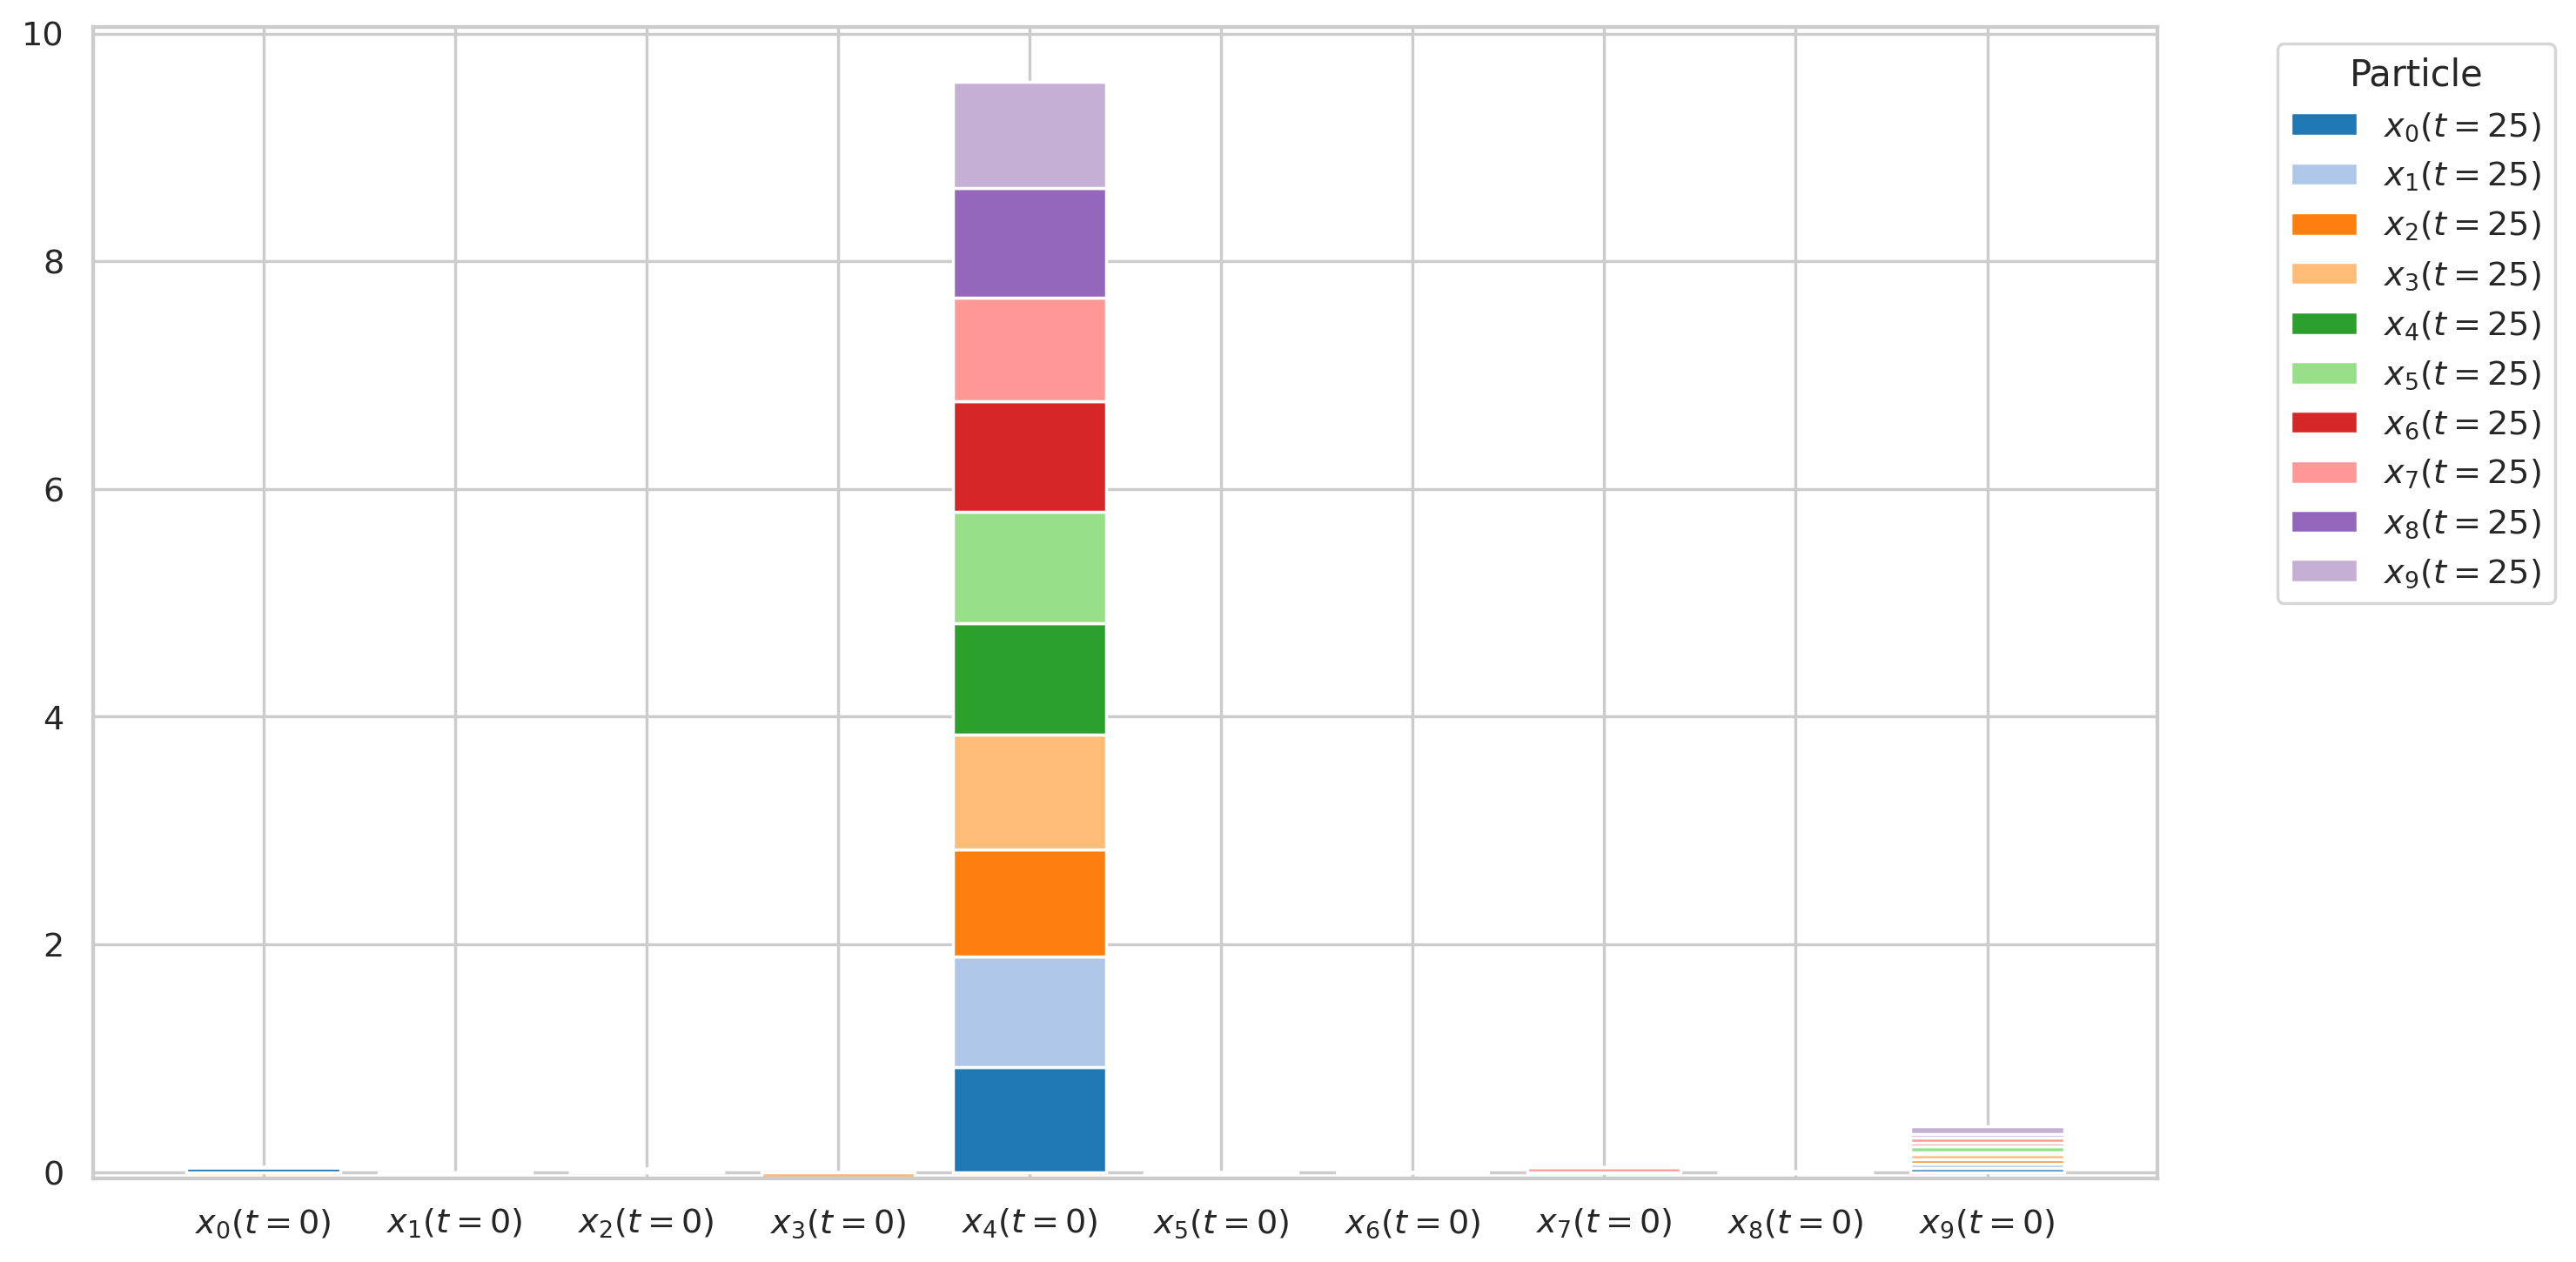 10
8
6
4
2
0
x₀(t = 0) x₁(t = 0) x₂(t = 0) x₃(t = 0) x₄(t = 0) x₅(t = 0) x₆(t = 0) x₇(t = 0) x₈(t = 0) x₉(t = 0)
Particle
x₀(t = 25)
x₁(t = 25)
x₂(t = 25)
x₃(t = 25)
x₄(t = 25)
x₅(t = 25)
x₆(t = 25)
x₇(t = 25)
x₈(t = 25)
x₉(t = 25)